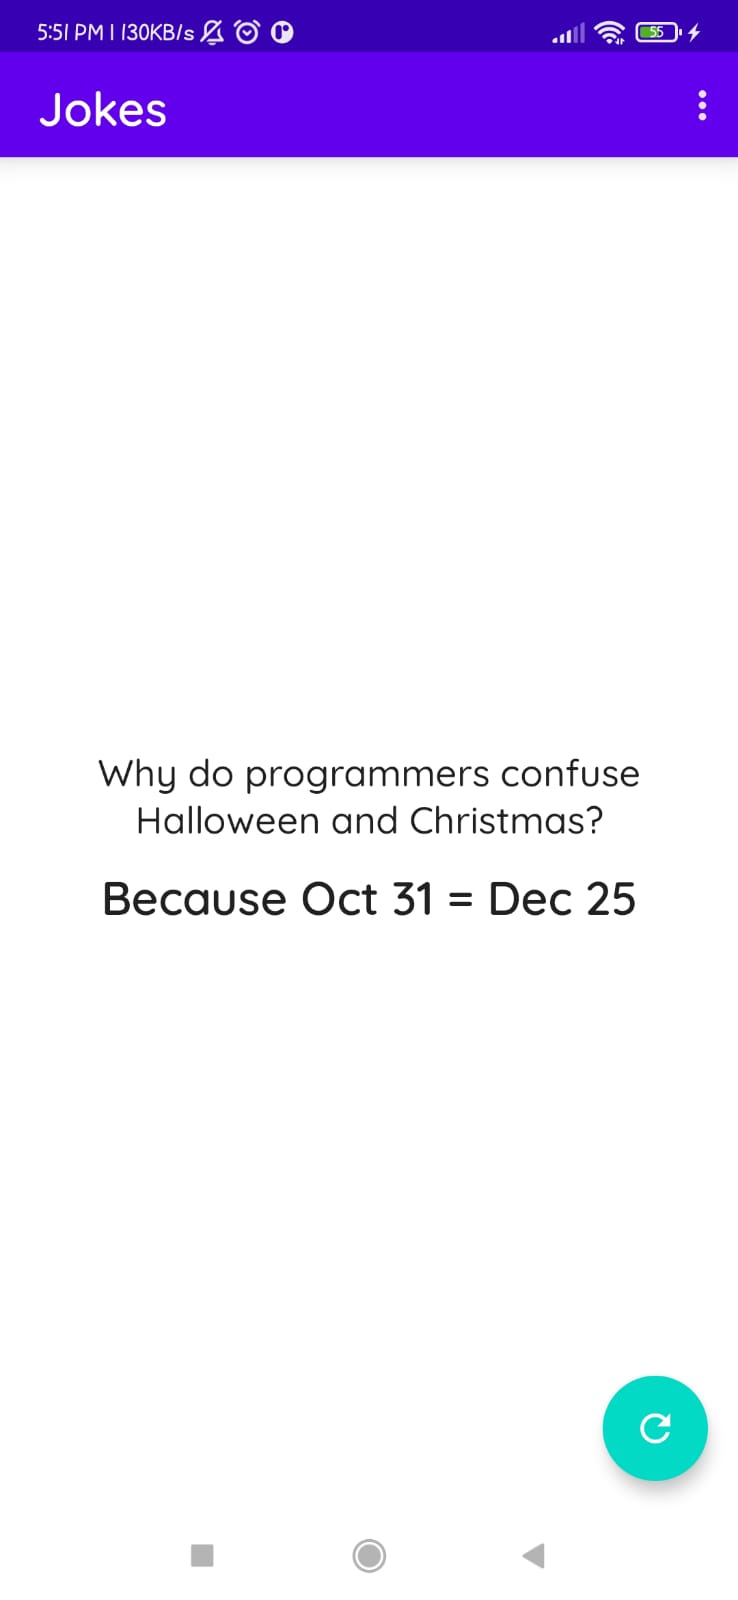 5:51 PM | 130KB/s 55
Jokes
Why do programmers confuse
Halloween and Christmas?
Because Oct 31 = Dec 25